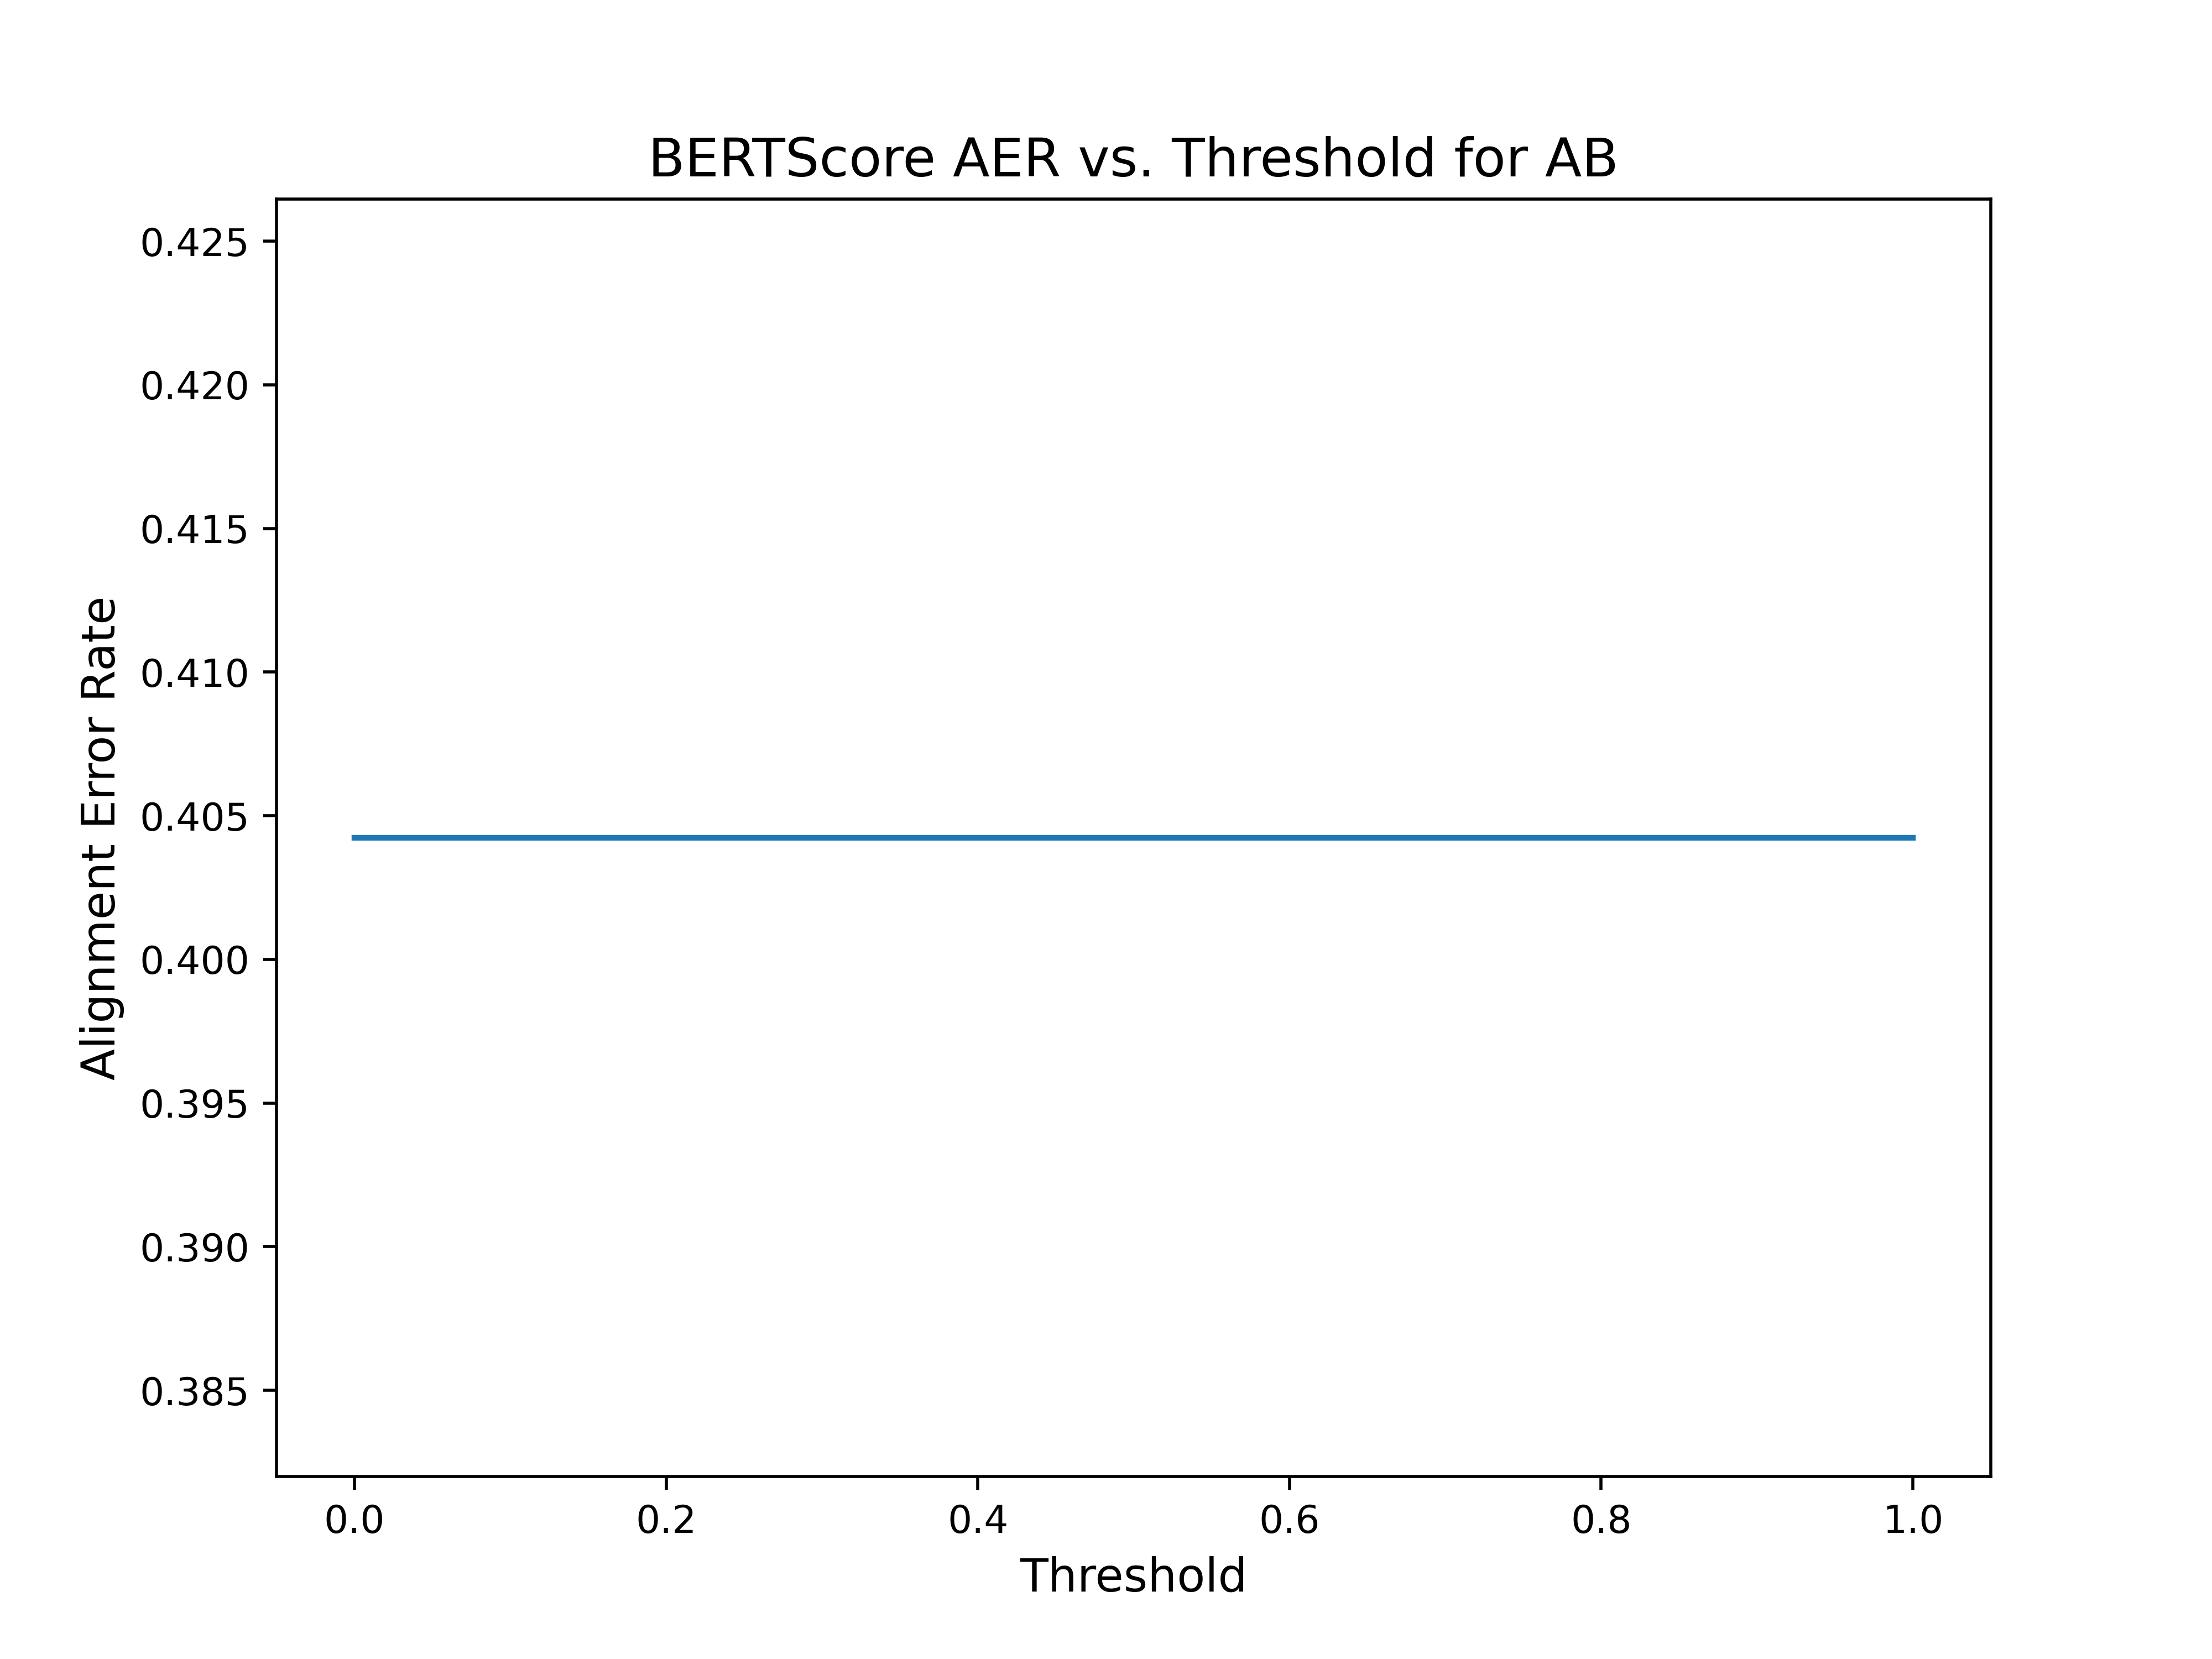 BERTScore AER vs. Threshold for AB
0.425
0.420
0.415
0.410
0.405
0.400
0.395
0.390
0.385
Alignment Error Rate
0.0 0.2 0.4 0.6 0.8 1.0
Threshold